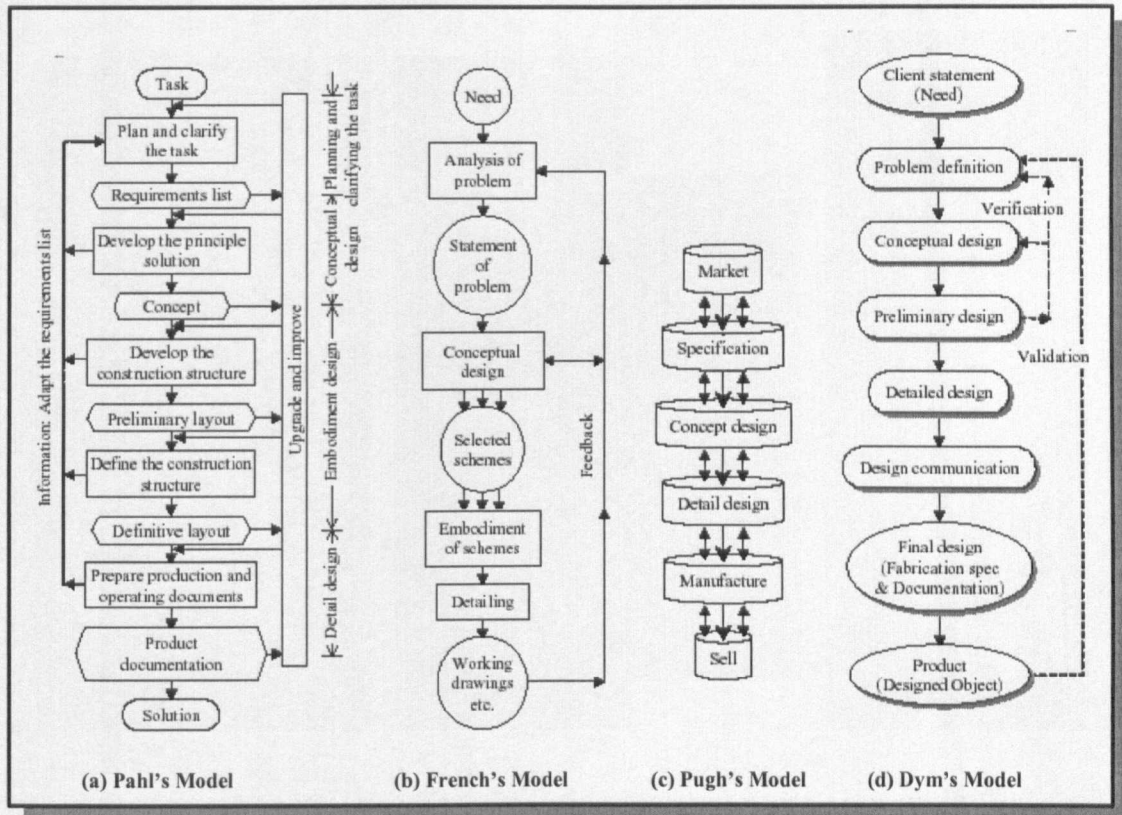 Task
Plan and clarify
the task
Requirements list
Develop the principle
solution
Concept
Develop the
construction structure
Preliminary layout
Define the construction
structure
Definitive layout
Prepare production and
operating documents
Product
documentation
Solution
Information: Adapt the requirements list
Upgrade and improve
Planning and
clarifying the task
Conceptual
design
Embodiment design
Detail design
(a) Pahl's Model
Need
Analysis of
problem
Statement
of
problem
Conceptual
design
Selected
schemes
Embodiment
of schemes
Detailing
Working
drawings
etc.
Feedback
(b) French's Model
Market
Specification
Concept design
Detail design
Manufacture
Sell
(c) Pugh's Model
Client statement
(Need)
Problem definition
Verification
Conceptual design
Preliminary design
Validation
Detailed design
Design communication
Final design
(Fabrication spec
& Documentation)
Product
(Designed Object)
(d) Dym's Model